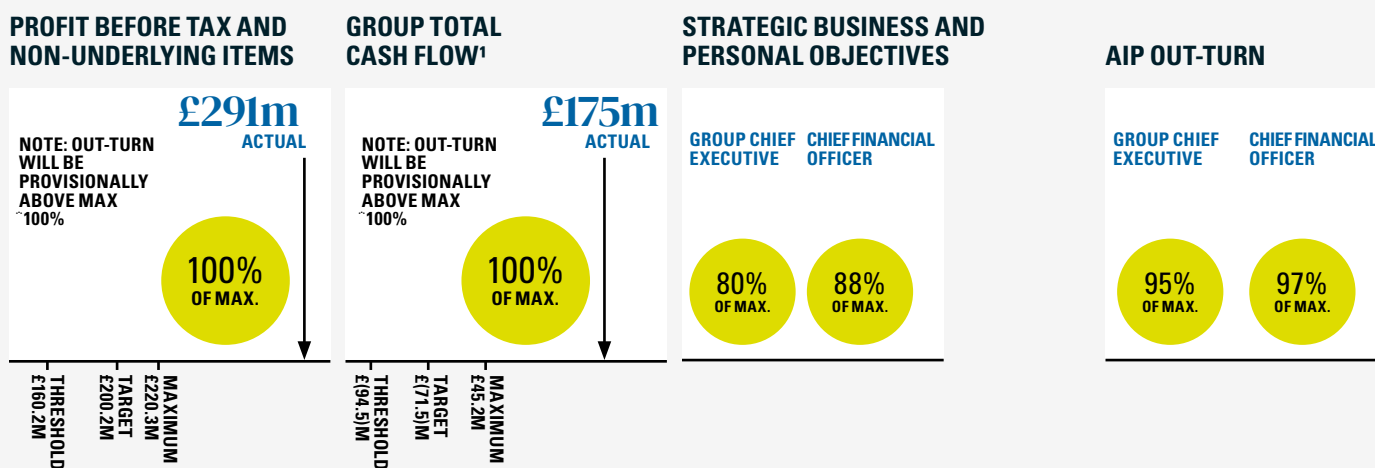 PROFIT BEFORE TAX AND
NON-UNDERLYING ITEMS
£291m
ACTUAL
NOTE: OUT-TURN
WILL BE
PROVISIONALLY
ABOVE MAX
100%
100%
OF MAX.
THRESHOLD
£160.2M
TARGET
£200.2M
MAXIMUM
£220.3M
GROUP TOTAL
CASH FLOW¹
£175m
ACTUAL
NOTE: OUT-TURN
WILL BE
PROVISIONALLY
ABOVE MAX
100%
100%
OF MAX.
THRESHOLD
£(94.5)M
TARGET
£(71.5)M
MAXIMUM
£45.2M
STRATEGIC BUSINESS AND
PERSONAL OBJECTIVES
GROUP CHIEF
EXECUTIVE
CHIEF FINANCIAL
OFFICER
80%
OF MAX.
88%
OF MAX.
AIP OUT-TURN
GROUP CHIEF
EXECUTIVE
CHIEF FINANCIAL
OFFICER
95%
OF MAX.
97%
OF MAX.